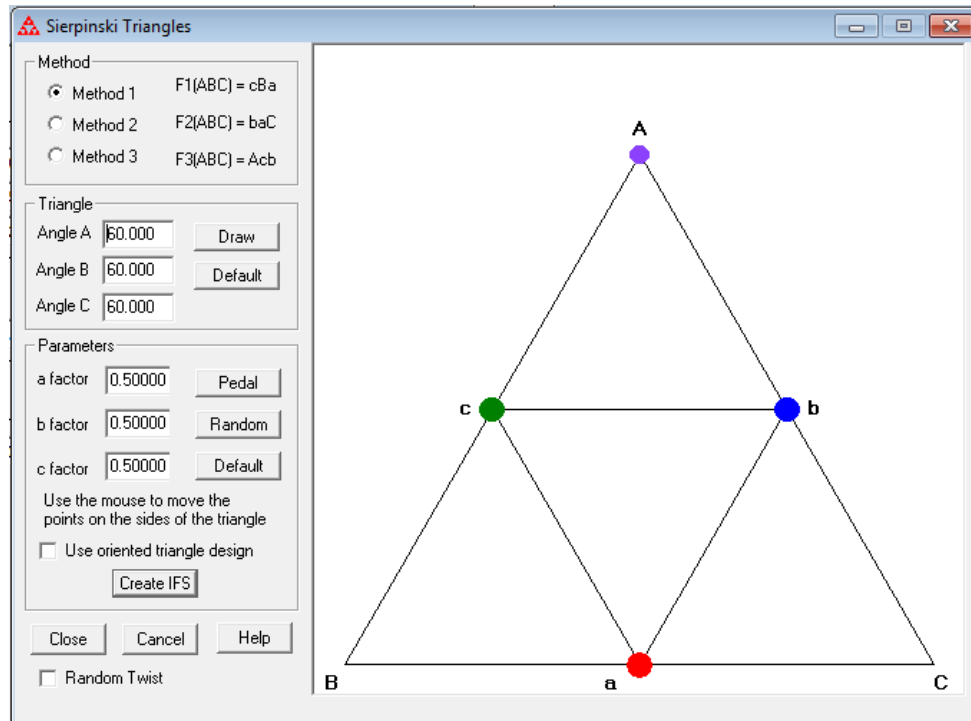 Sierpinski Triangles
Method
Method 1 F1(ABC) = cBa
Method 2 F2(ABC) = baC
Method 3 F3(ABC) = Acb
Triangle
Angle A 60.000 Draw
Angle B 60.000 Default
Angle C 60.000
Parameters
a factor 0.50000 Pedal
b factor 0.50000 Random
c factor 0.50000 Default
Use the mouse to move the
points on the sides of the triangle
Use oriented triangle design
Create IFS
Close Cancel Help
Random Twist
A
c b
B a C